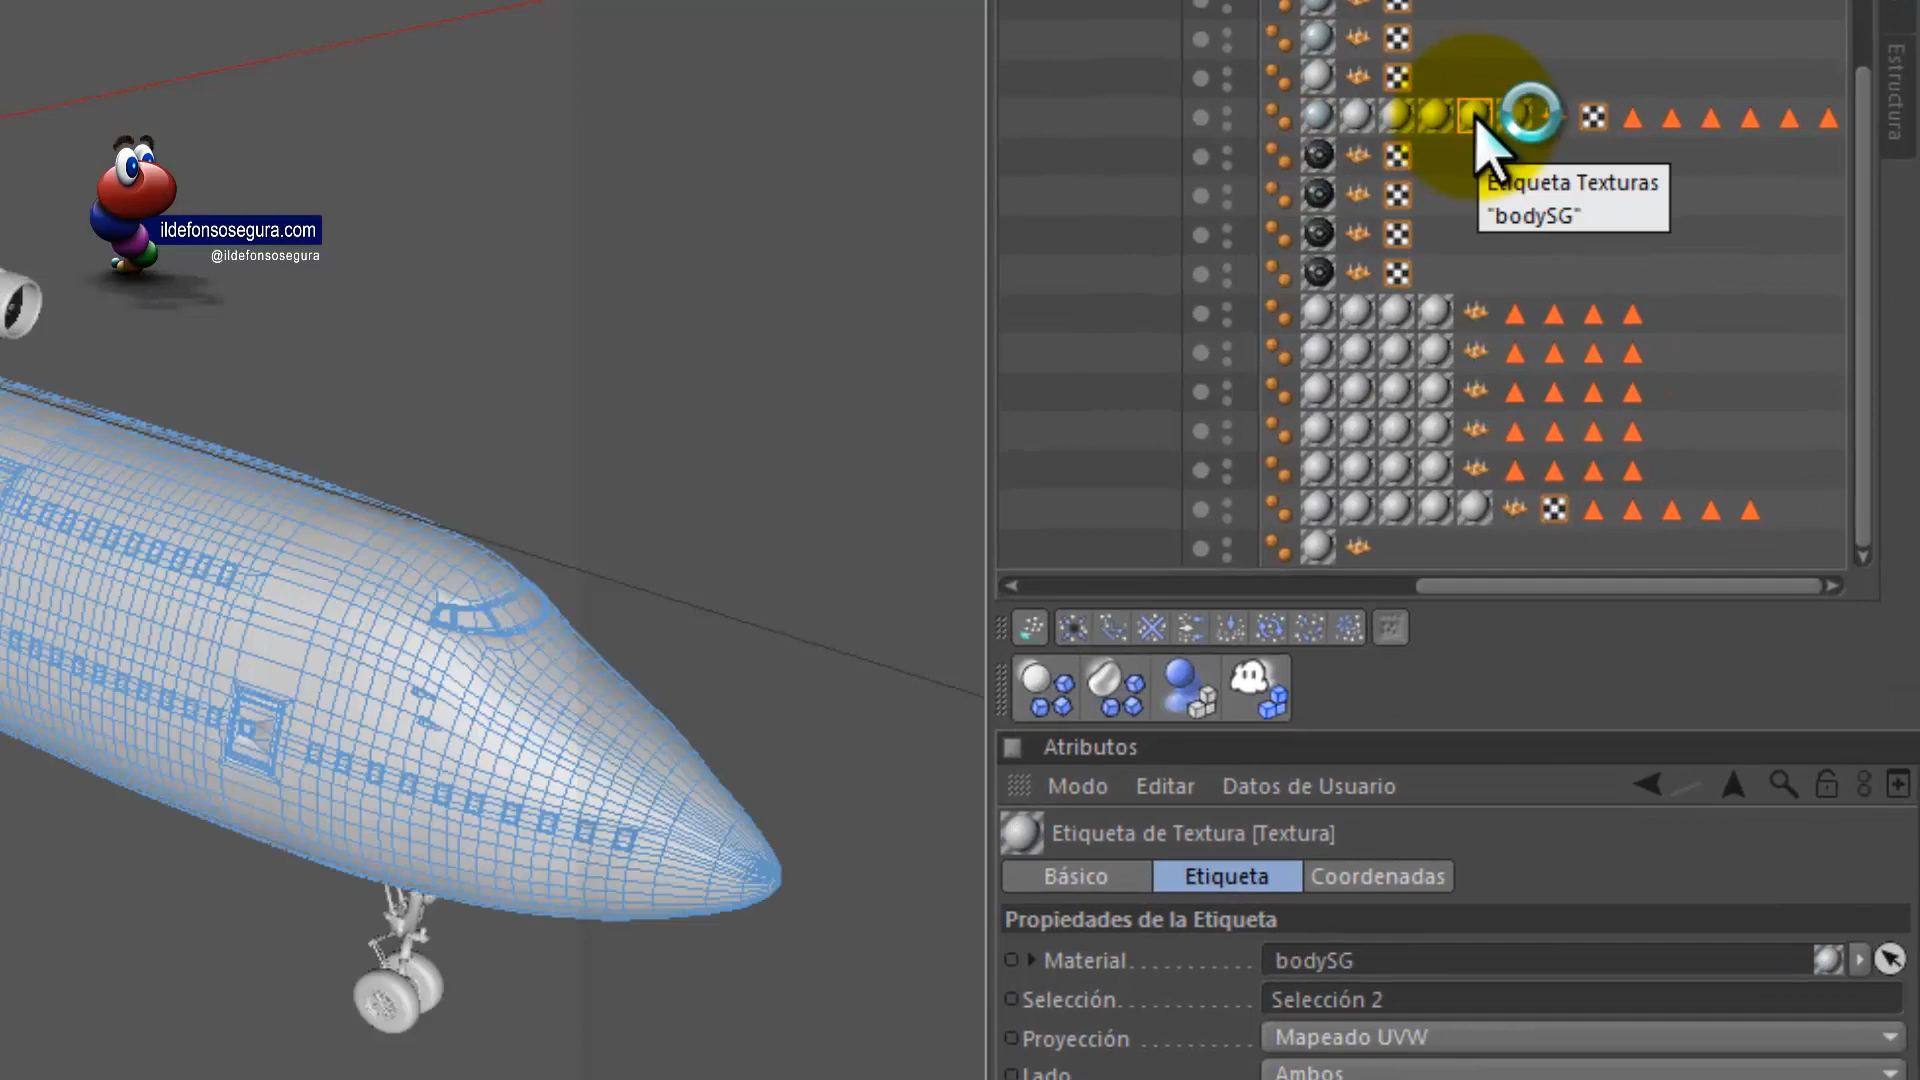 ildefonsosegura.com
@ildefonsosegura
Estructura
Etiqueta Texturas
"bodySG"
Atributos
Modo Editar Datos de Usuario
Etiqueta de Textura [Textura]
Básico Etiqueta Coordenadas
Propiedades de la Etiqueta
Material........... bodySG
Selección........... Selección 2
Proyección .......... Mapeado UVW
Lado Ambos